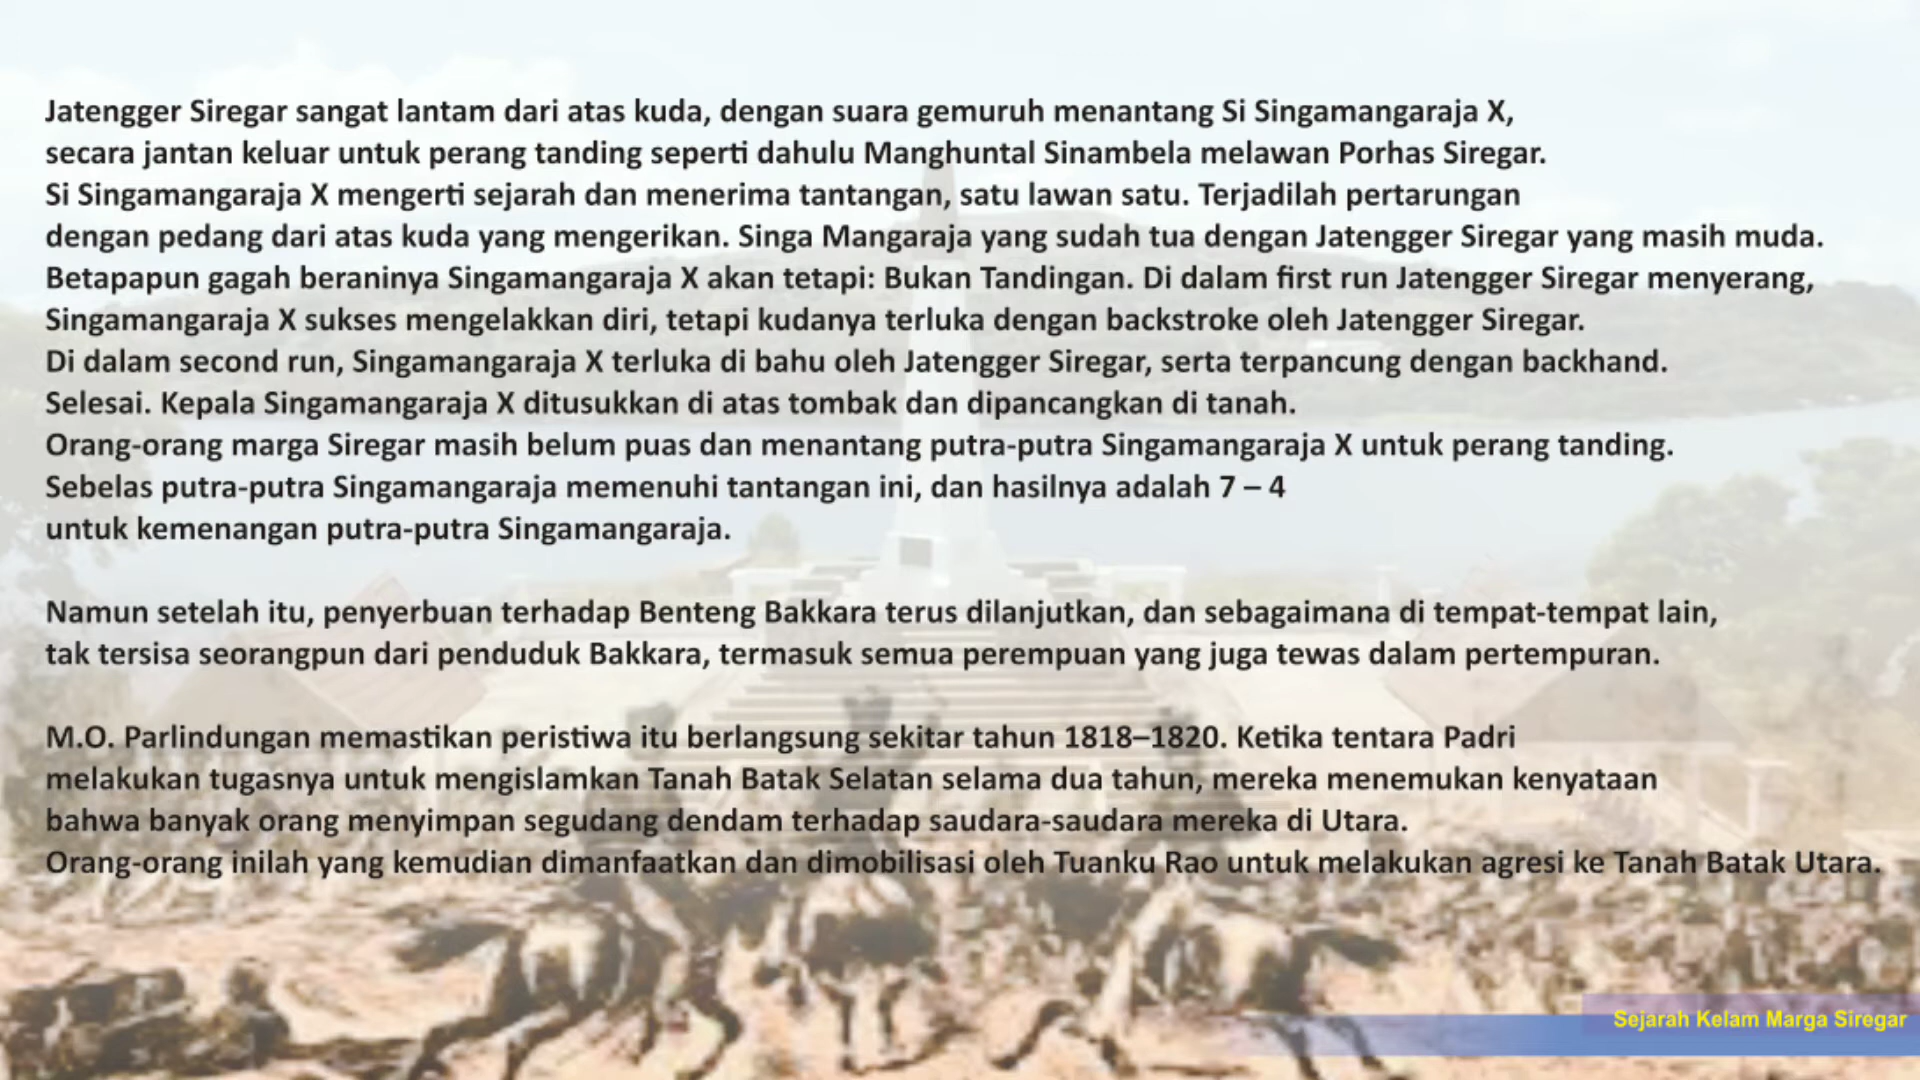 Jatengger Siregar sangat lantam dari atas kuda, dengan suara gemuruh menantang Si Singamangaraja X,
secara jantan keluar untuk perang tanding seperti dahulu Manghuntal Sinambela melawan Porhas Siregar.
Si Singamangaraja X mengerti sejarah dan menerima tantangan, satu lawan satu. Terjadilah pertarungan
dengan pedang dari atas kuda yang mengerikan. Singa Mangaraja yang sudah tua dengan Jatengger Siregar yang masih muda.
Betapapun gagah beraninya Singamangaraja X akan tetapi: Bukan Tandingan. Di dalam first run Jatengger Siregar menyerang,
Singamangaraja X sukses mengelakkan diri, tetapi kudanya terluka dengan backstroke oleh Jatengger Siregar.
Di dalam second run, Singamangaraja X terluka di bahu oleh Jatengger Siregar, serta terpancung dengan backhand.
Selesai. Kepala Singamangaraja X ditusukkan di atas tombak dan dipancangkan di tanah.
Orang-orang marga Siregar masih belum puas dan menantang putra-putra Singamangaraja X untuk perang tanding.
Sebelas putra-putra Singamangaraja memenuhi tantangan ini, dan hasilnya adalah 7 – 4
untuk kemenangan putra-putra Singamangaraja.
Namun setelah itu, penyerbuan terhadap Benteng Bakkara terus dilanjutkan, dan sebagaimana di tempat-tempat lain,
tak tersisa seorangpun dari penduduk Bakkara, termasuk semua perempuan yang juga tewas dalam pertempuran.
M.O. Parlindungan memastikan peristiwa itu berlangsung sekitar tahun 1818–1820. Ketika tentara Padri
melakukan tugasnya untuk mengislamkan Tanah Batak Selatan selama dua tahun, mereka menemukan kenyataan
bahwa banyak orang menyimpan segudang dendam terhadap saudara-saudara mereka di Utara.
Orang-orang inilah yang kemudian dimanfaatkan dan dimobilisasi oleh Tuanku Rao untuk melakukan agresi ke Tanah Batak Utara.
Sejarah Kelam Marga Siregar